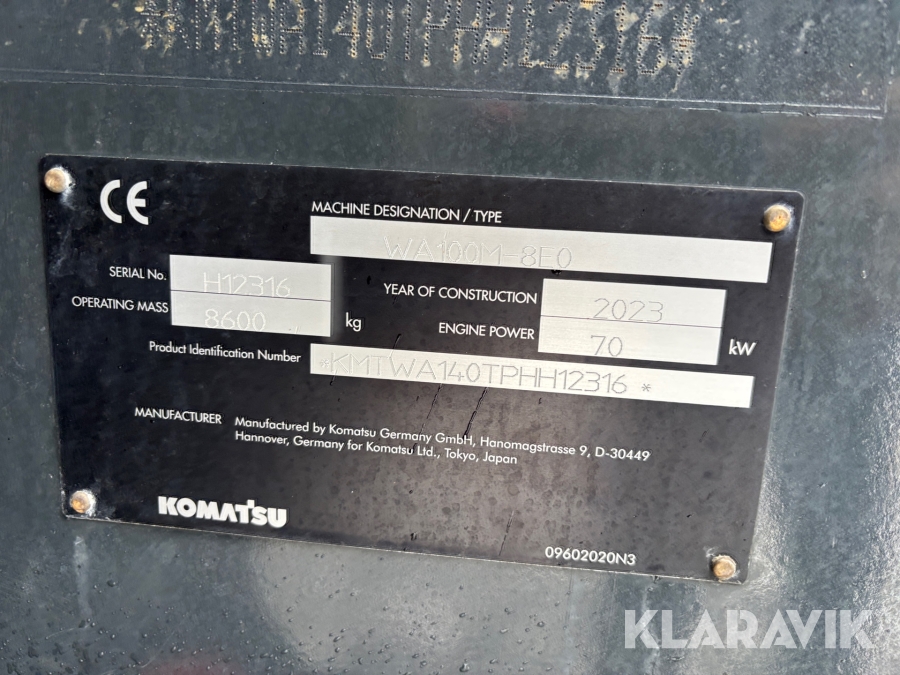 *KMTWA140TPHH12316*
CE
MACHINE DESIGNATION / TYPE
WA100M-8E0
SERIAL No. H12316
YEAR OF CONSTRUCTION 2023
OPERATING MASS 8600 kg
ENGINE POWER 70 kW
Product Identification Number *KMTWA140TPHH12316*
MANUFACTURER Manufactured by Komatsu Germany GmbH, Hanomagstrasse 9, D-30449
Hannover, Germany for Komatsu Ltd., Tokyo, Japan
KOMATSU
09602020N3
KLARAVIK